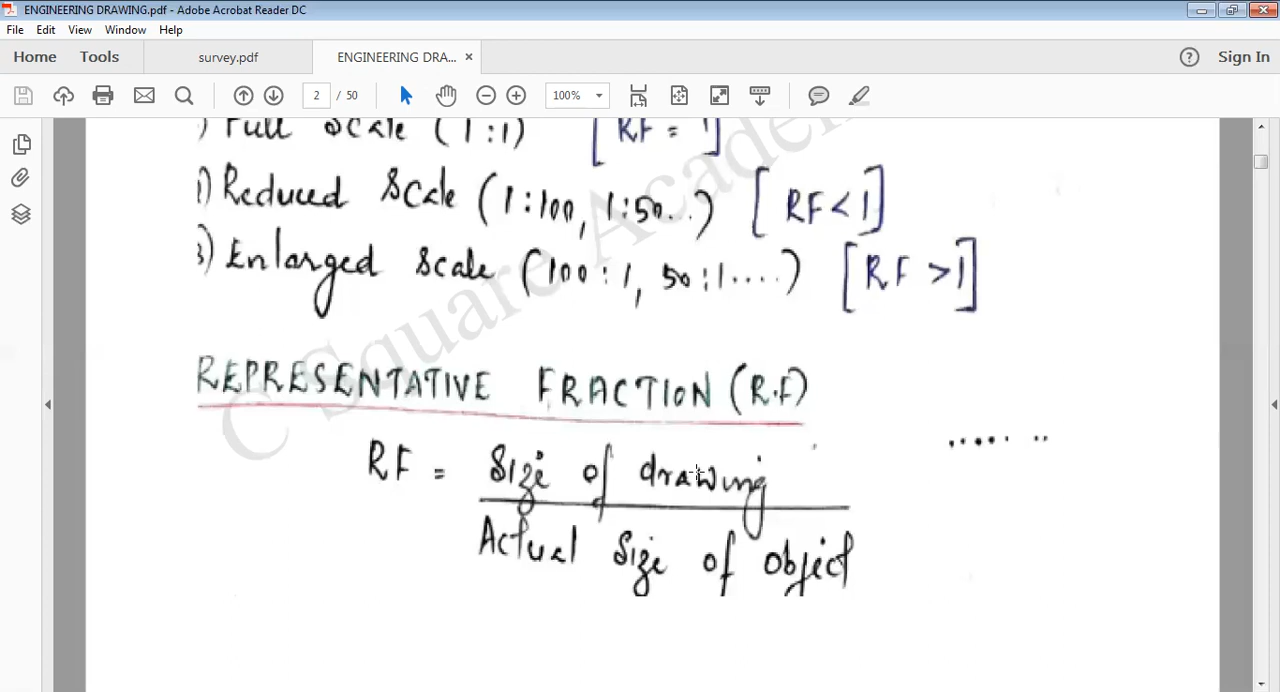 ENGINEERING DRAWING.pdf - Adobe Acrobat Reader DC
File Edit View Window Help
Home Tools survey.pdf ENGINEERING DRA... × ? Sign In
2 / 50 100%
) Full Scale (1:1) [RF = 1]
) Reduced Scale (1:100, 1:50..) [RF < 1]
3) Enlarged Scale (100:1, 50:1....) [RF > 1]
REPRESENTATIVE FRACTION (R.F)
RF = Size of drawing
Actual Size of object
C Square Academ